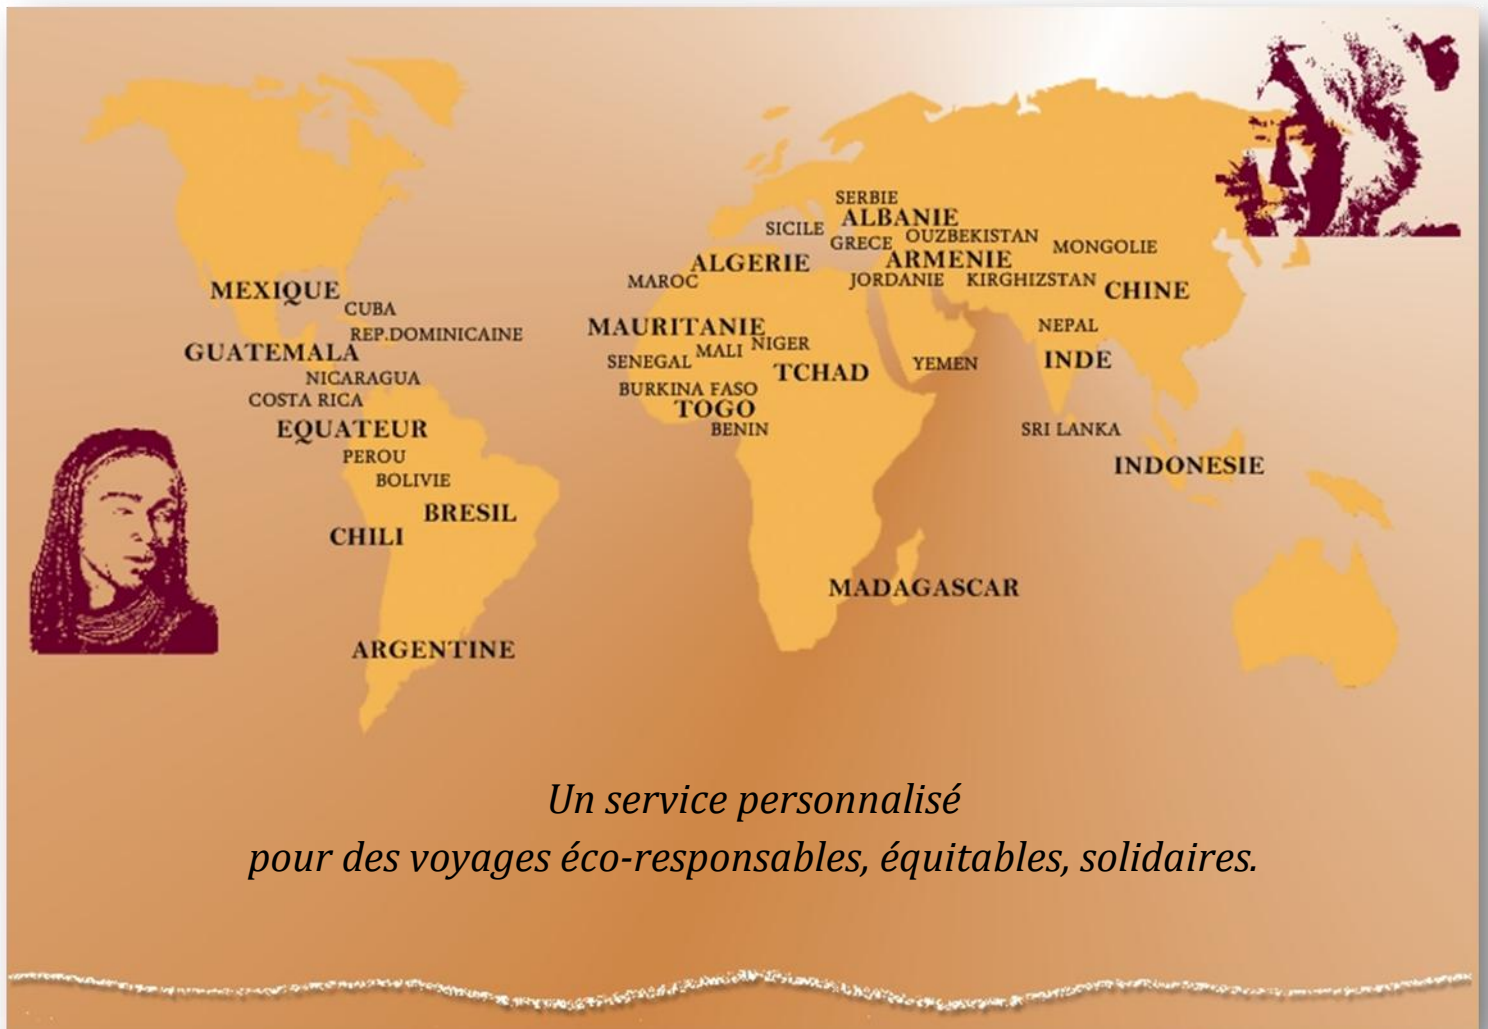 SERBIE
ALBANIE
SICILE
GRECE
OUZBEKISTAN
MONGOLIE
ALGERIE
ARMENIE
MAROC
JORDANIE
KIRGHIZSTAN
CHINE
MEXIQUE
CUBA
REP.DOMINICAINE
MAURITANIE
NEPAL
GUATEMALA
SENEGAL
MALI
NIGER
TCHAD
YEMEN
INDE
NICARAGUA
BURKINA FASO
COSTA RICA
TOGO
EQUATEUR
BENIN
SRI LANKA
PEROU
INDONESIE
BOLIVIE
BRESIL
CHILI
MADAGASCAR
ARGENTINE
Un service personnalisé
pour des voyages éco-responsables, équitables, solidaires.